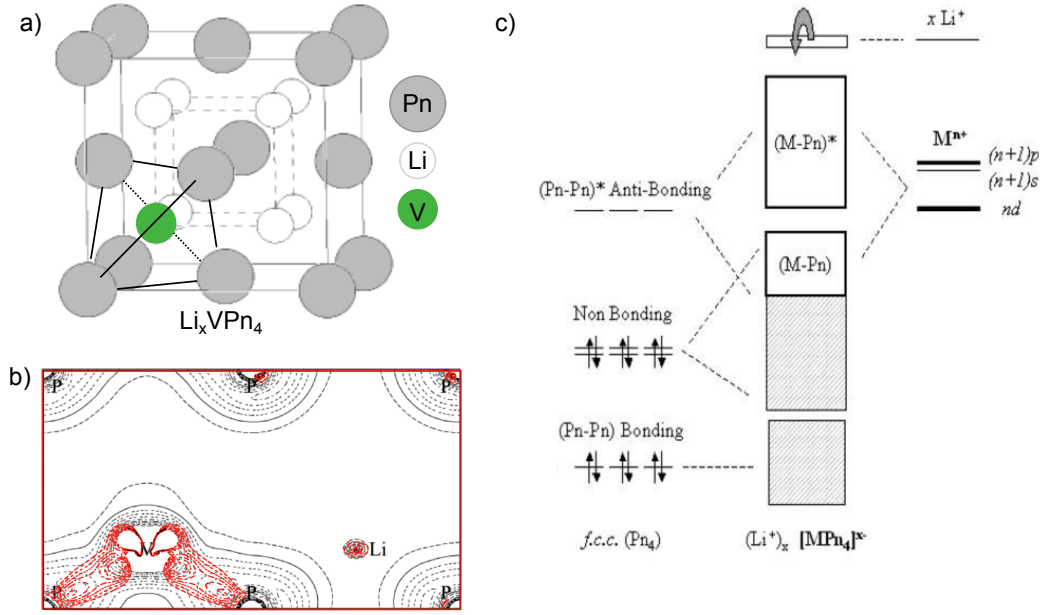 a)
Pn
Li
V
LiₓVPn₄
b)
P
P
P
V
Li
P
P
P
c)
x Li⁺
(M-Pn)*
Mⁿ⁺
(n+1)p
(n+1)s
nd
(Pn-Pn)* Anti-Bonding
(M-Pn)
Non Bonding
(Pn-Pn) Bonding
f.c.c. (Pn₄)
(Li⁺)ₓ [MPn₄]ˣ⁻